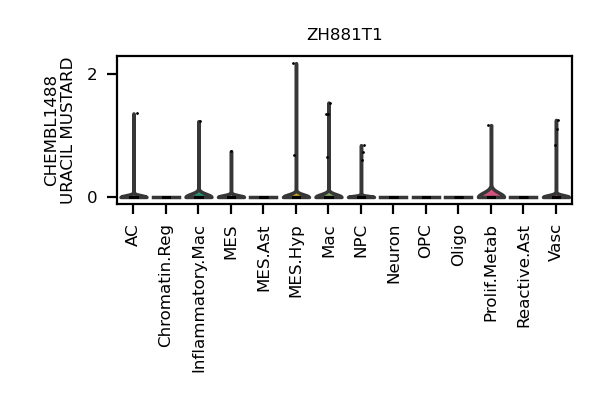 ZH881T1
CHEMBL1488
URACIL MUSTARD
2
0
AC
Chromatin.Reg
Inflammatory.Mac
MES
MES.Ast
MES.Hyp
Mac
NPC
Neuron
OPC
Oligo
Prolif.Metab
Reactive.Ast
Vasc